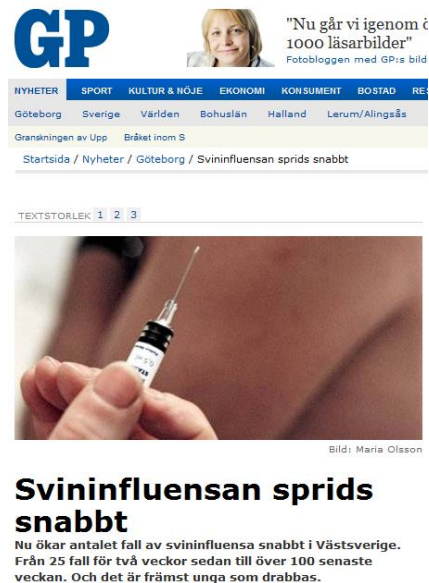 GP
"Nu går vi igenom
1000 läsarbilder"
Fotobloggen med GP:s bild
NYHETER SPORT KULTUR & NÖJE EKONOMI KONSUMENT BOSTAD
Göteborg Sverige Världen Bohuslän Halland Lerum/Alingsås
Granskningen av Upp Bråket inom S
Startsida / Nyheter / Göteborg / Svininfluensan sprids snabbt
TEXTSTORLEK 1 2 3
0,5 ml
Bild: Maria Olsson
Svininfluensan sprids
snabbt
Nu ökar antalet fall av svininfluensa snabbt i Västsverige.
Från 25 fall för två veckor sedan till över 100 senaste
veckan. Och det är främst unga som drabbas.